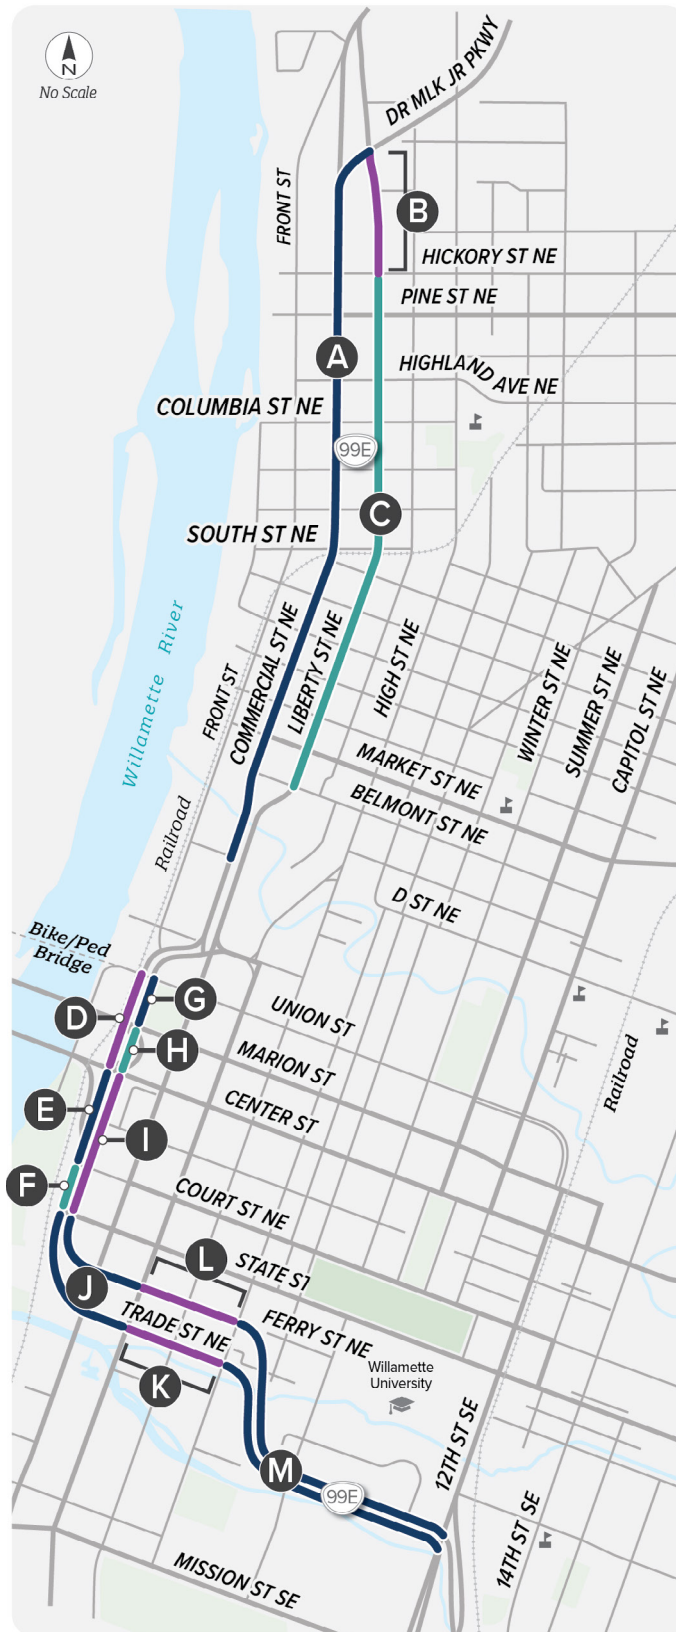 N
No Scale
DR MLK JR PKWY
FRONT ST
B
HICKORY ST NE
PINE ST NE
A
HIGHLAND AVE NE
COLUMBIA ST NE
99E
C
SOUTH ST NE
Willamette River
FRONT ST
COMMERCIAL ST NE
LIBERTY ST NE
HIGH ST NE
WINTER ST NE
SUMMER ST NE
CAPITOL ST NE
MARKET ST NE
BELMONT ST NE
Railroad
D ST NE
Bike/Ped
Bridge
G
D
UNION ST
H
MARION ST
Railroad
E
CENTER ST
I
F
COURT ST NE
L
STATE ST
J
TRADE ST NE
FERRY ST NE
K
Willamette
University
12TH ST SE
M
99E
14TH ST SE
MISSION ST SE